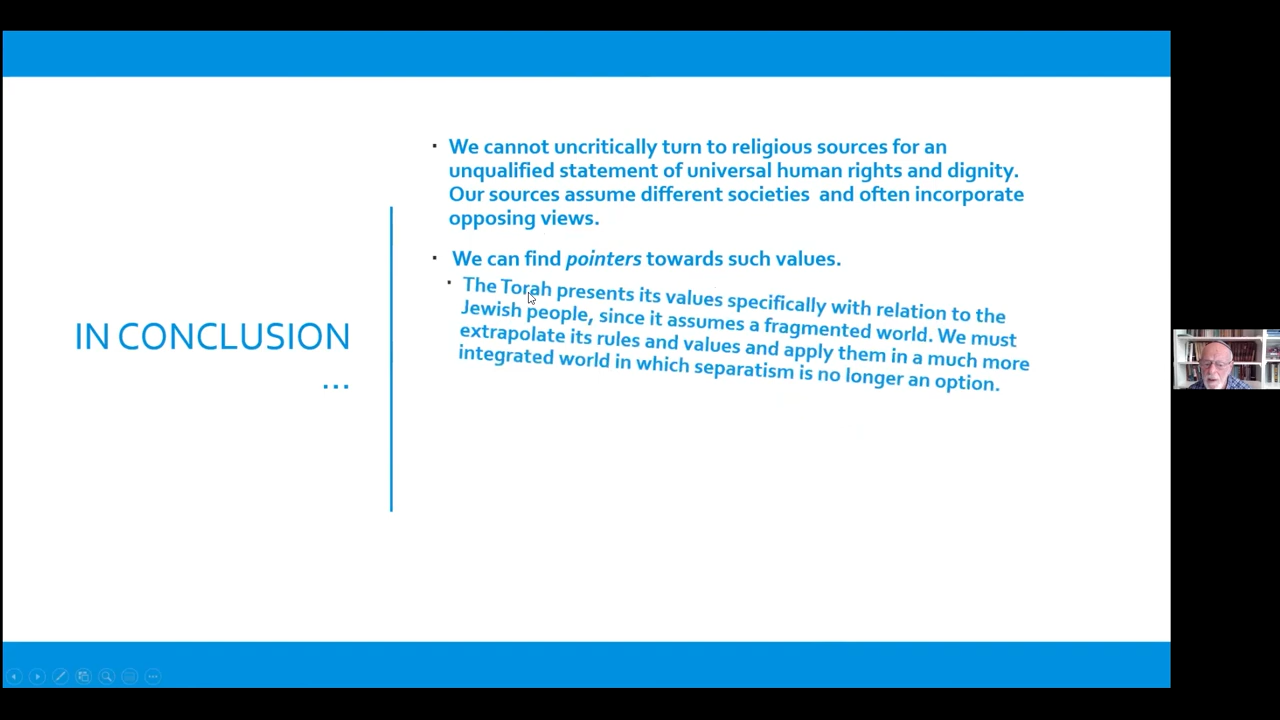 IN CONCLUSION
...
We cannot uncritically turn to religious sources for an
unqualified statement of universal human rights and dignity.
Our sources assume different societies and often incorporate
opposing views.
We can find pointers towards such values.
The Torah presents its values specifically with relation to the
Jewish people, since it assumes a fragmented world. We must
extrapolate its rules and values and apply them in a much more
integrated world in which separatism is no longer an option.